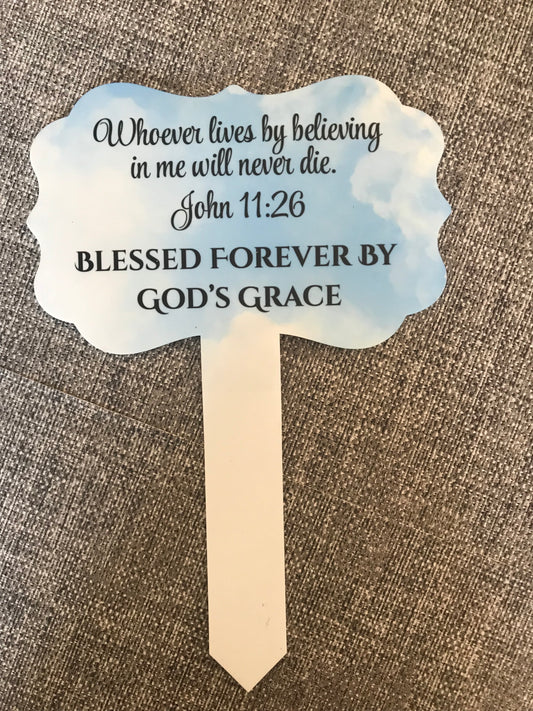 Whoever lives by believing
in me will never die.
John 11:26
BLESSED FOREVER BY
GOD'S GRACE